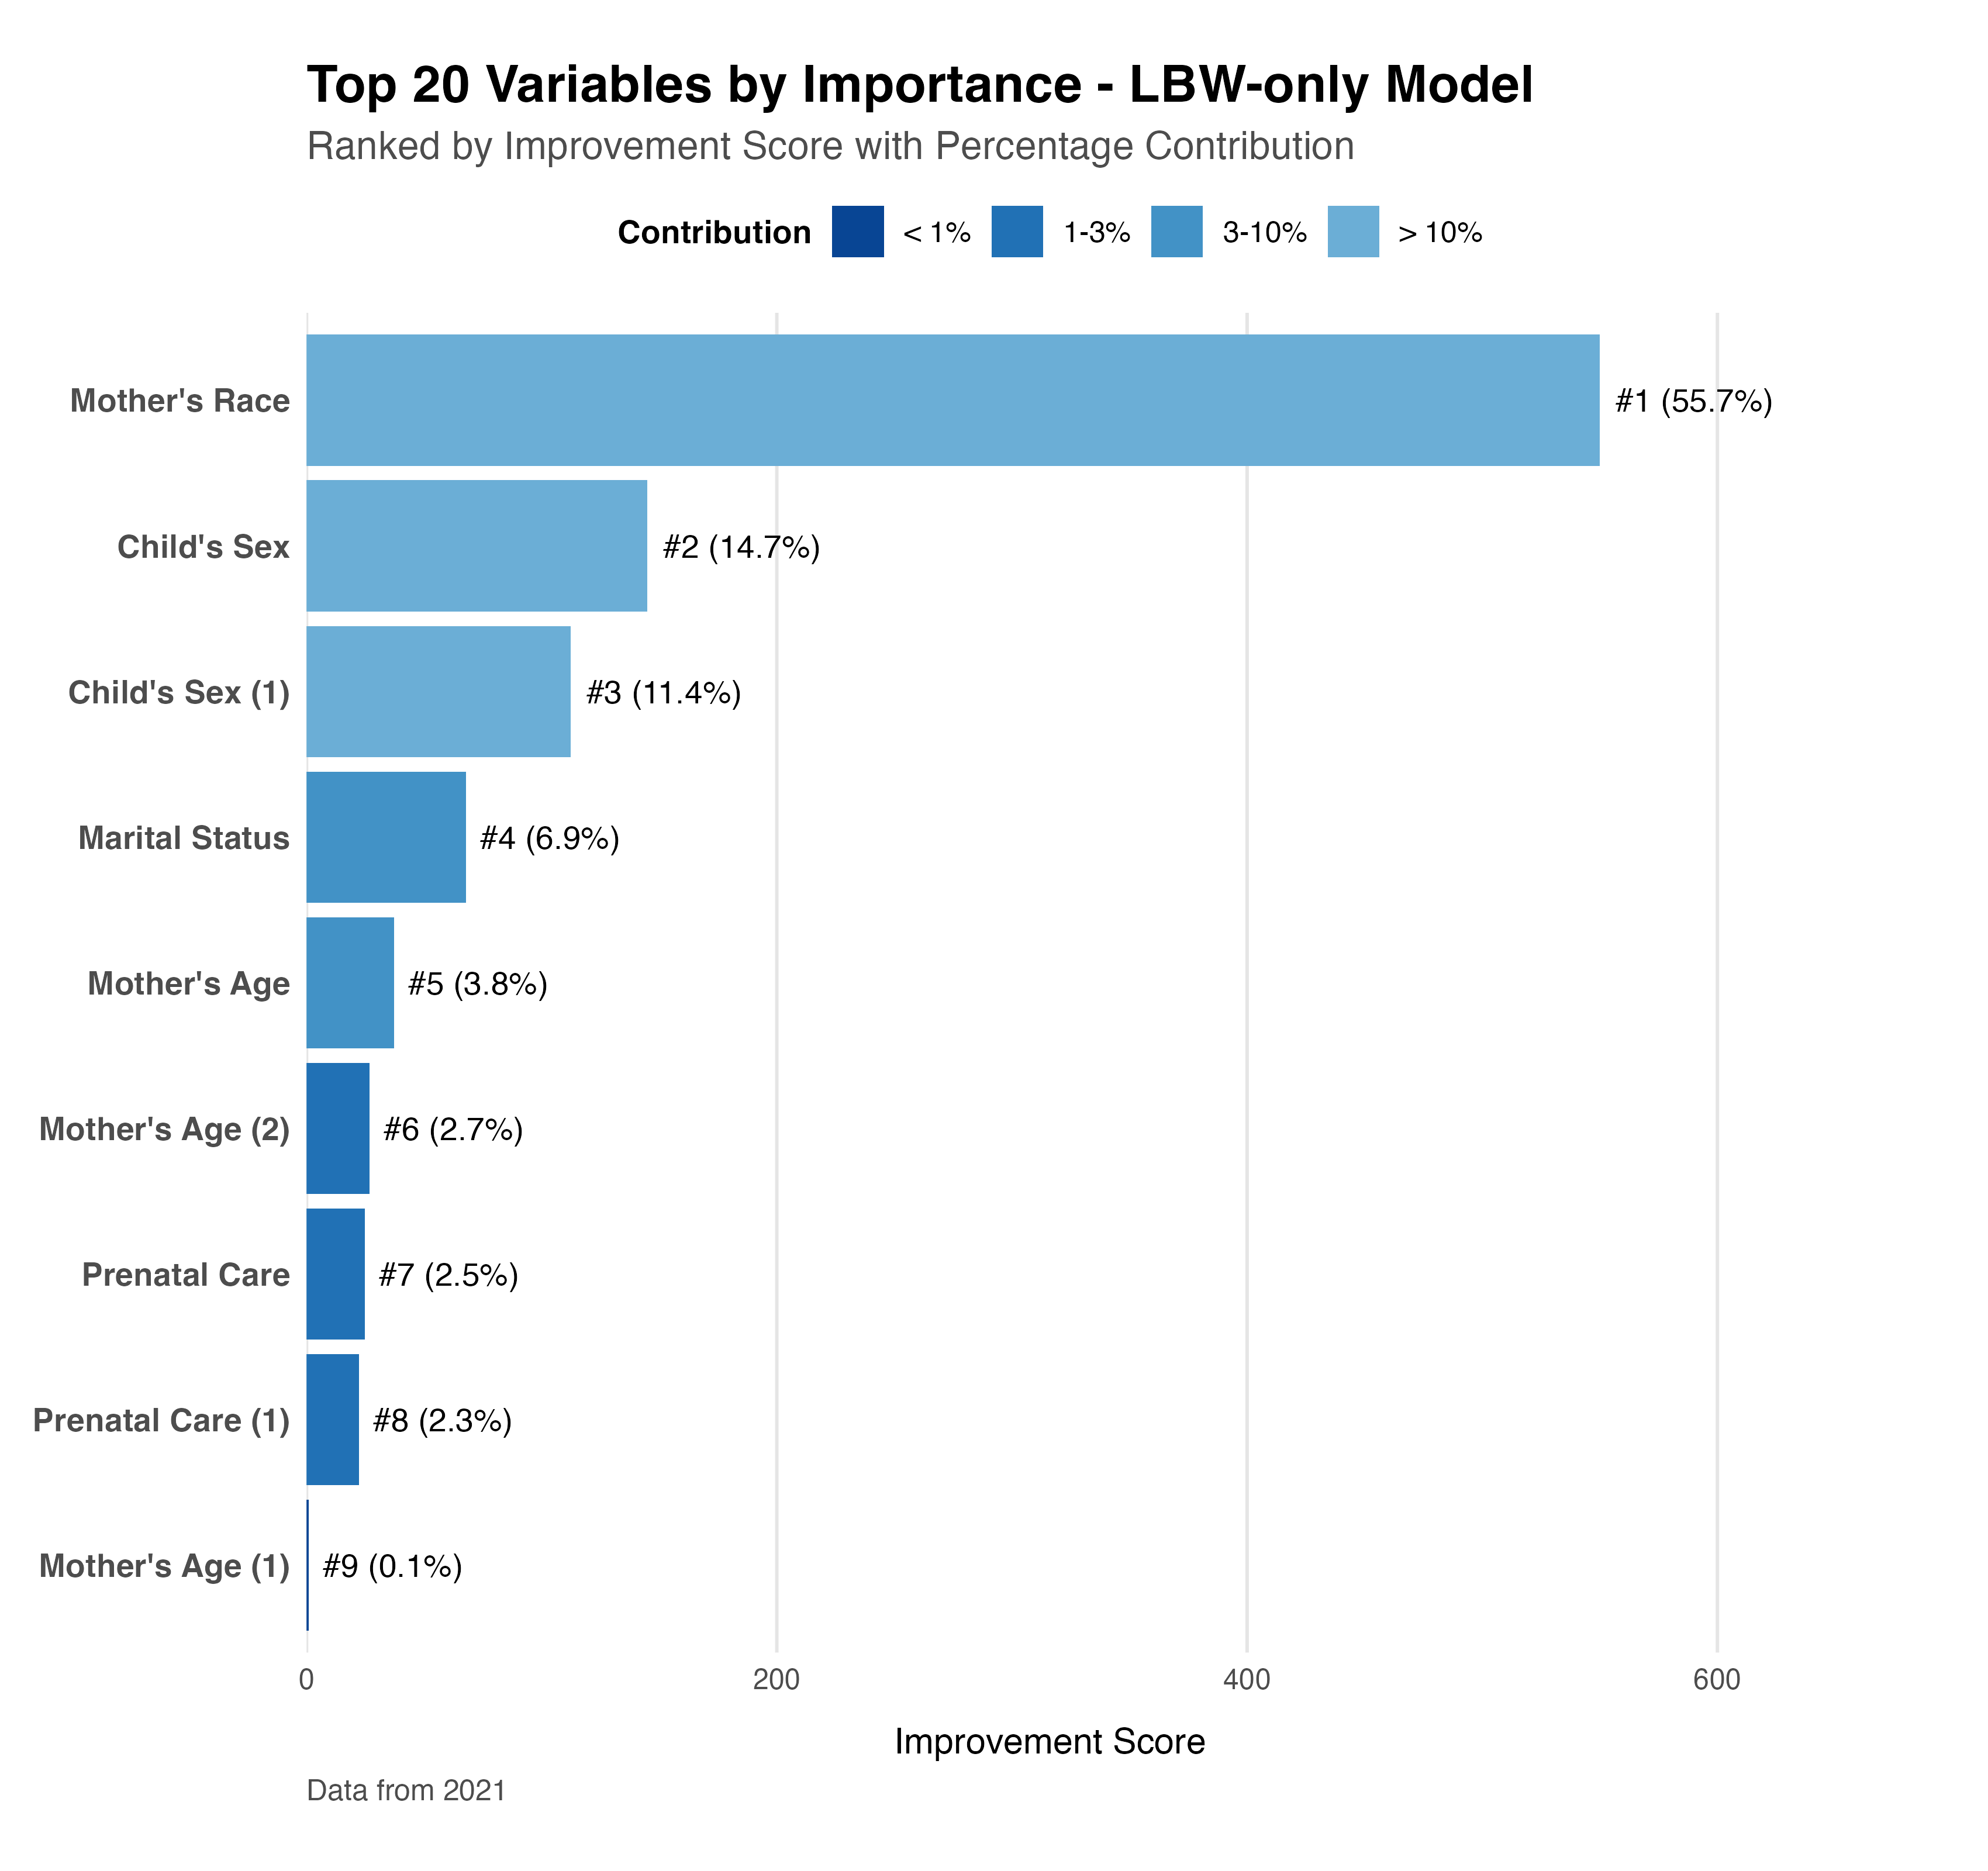 Top 20 Variables by Importance - LBW-only Model
Ranked by Improvement Score with Percentage Contribution
Contribution < 1% 1-3% 3-10% > 10%
Mother's Race #1 (55.7%)
Child's Sex #2 (14.7%)
Child's Sex (1) #3 (11.4%)
Marital Status #4 (6.9%)
Mother's Age #5 (3.8%)
Mother's Age (2) #6 (2.7%)
Prenatal Care #7 (2.5%)
Prenatal Care (1) #8 (2.3%)
Mother's Age (1) #9 (0.1%)
0 200 400 600
Improvement Score
Data from 2021